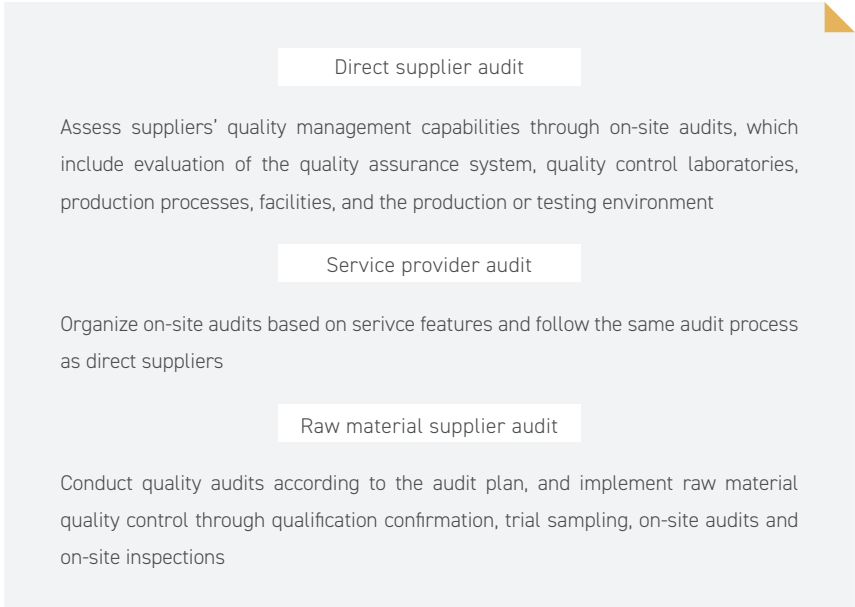 Direct supplier audit
Assess suppliers’ quality management capabilities through on-site audits, which
include evaluation of the quality assurance system, quality control laboratories,
production processes, facilities, and the production or testing environment
Service provider audit
Organize on-site audits based on serivce features and follow the same audit process
as direct suppliers
Raw material supplier audit
Conduct quality audits according to the audit plan, and implement raw material
quality control through qualification confirmation, trial sampling, on-site audits and
on-site inspections